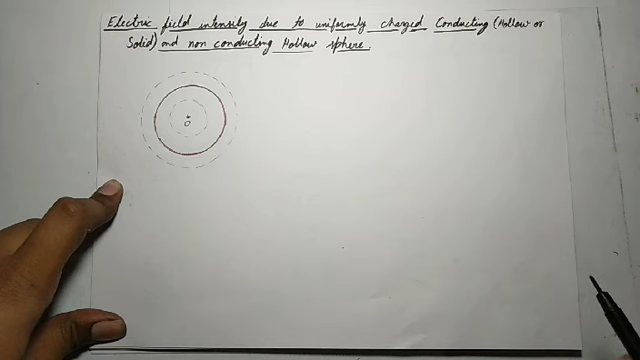 Electric field intensity due to uniformly charged Conducting (Hollow or
Solid) and non conducting Hollow sphere.
O